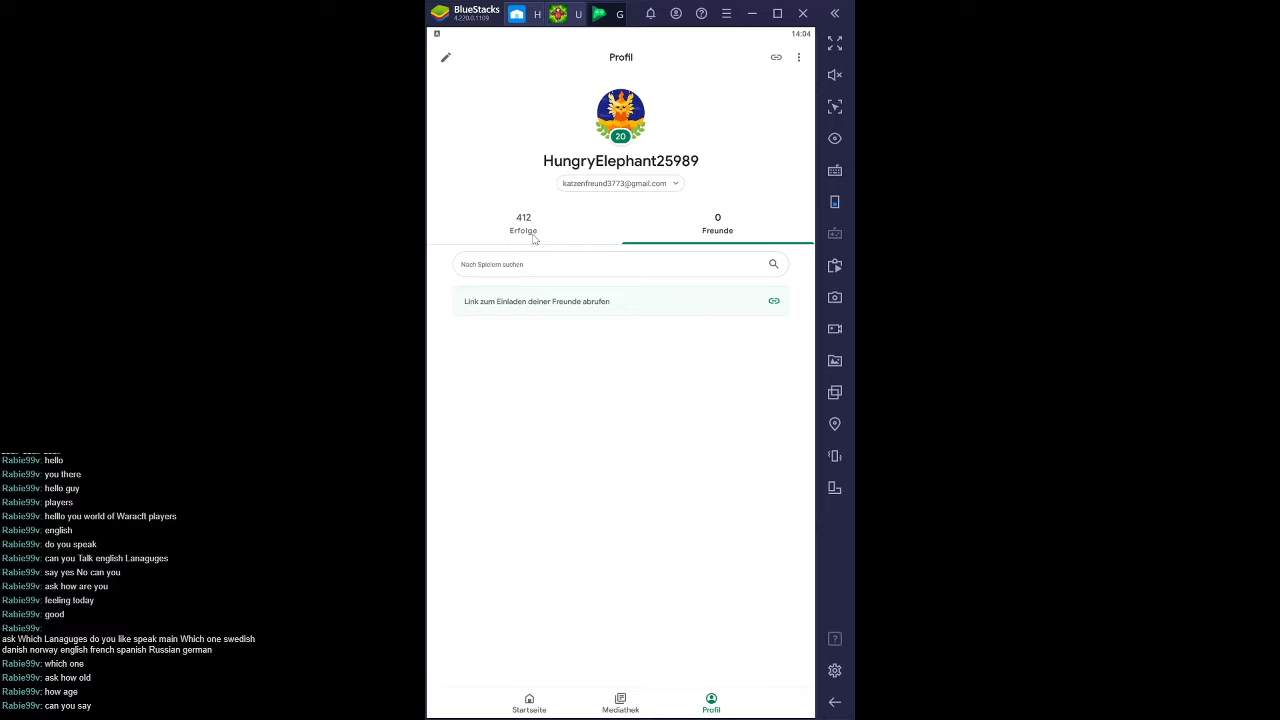 BlueStacks
4.220.0.1109
H
U
G
14:04
Profil
20
HungryElephant25989
katzenfreund3773@gmail.com
412
Erfolge
0
Freunde
Nach Spielern suchen
Link zum Einladen deiner Freunde abrufen
Startseite
Mediathek
Profil
Rabie99v: hello
Rabie99v: you there
Rabie99v: hello guy
Rabie99v: players
Rabie99v: helllo you world of Waracft players
Rabie99v: english
Rabie99v: do you speak
Rabie99v: can you Talk english Lanaguges
Rabie99v: say yes No can you
Rabie99v: ask how are you
Rabie99v: feeling today
Rabie99v: good
Rabie99v:
ask Which Lanaguges do you like speak main Which one swedish
danish norway english french spanish Russian german
Rabie99v: which one
Rabie99v: ask how old
Rabie99v: how age
Rabie99v: can you say